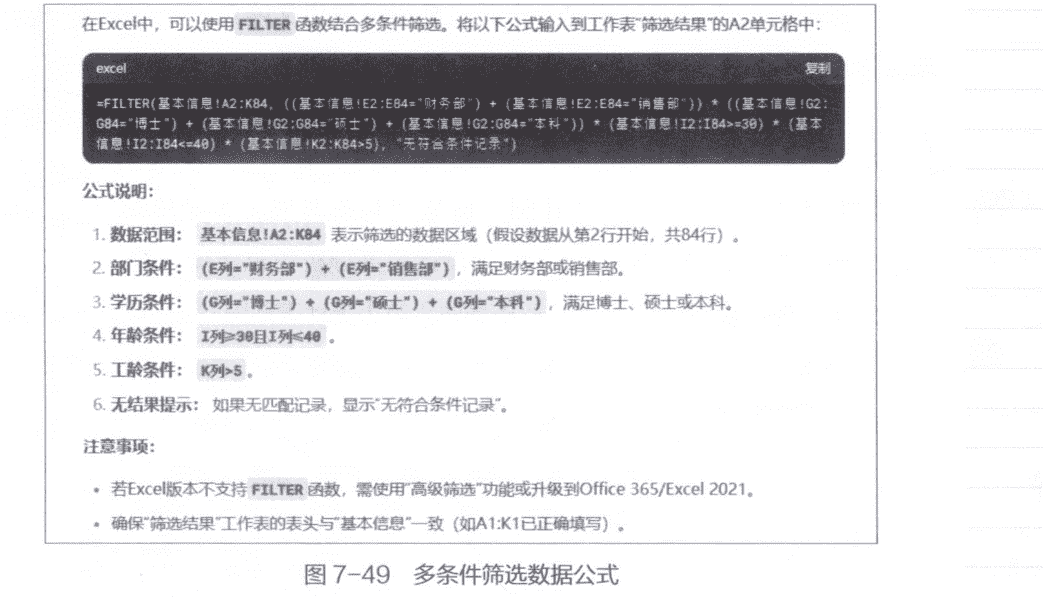 在Excel中，可以使用 FILTER 函数结合多条件筛选。将以下公式输入到工作表“筛选结果”的A2单元格中：
excel 复制
=FILTER(基本信息!A2:K84, ((基本信息!E2:E84="财务部") + (基本信息!E2:E84="销售部")) * ((基本信息!G2:
G84="博士") + (基本信息!G2:G84="硕士") + (基本信息!G2:G84="本科")) * (基本信息!I2:I84>=30) * (基本
信息!I2:I84<=40) * (基本信息!K2:K84>5), "无符合条件记录")
公式说明：
1. 数据范围： 基本信息!A2:K84 表示筛选的数据区域（假设数据从第2行开始，共84行）。
2. 部门条件： (E列="财务部") + (E列="销售部") ，满足财务部或销售部。
3. 学历条件： (G列="博士") + (G列="硕士") + (G列="本科") ，满足博士、硕士或本科。
4. 年龄条件： I列≥30且I列≤40 。
5. 工龄条件： K列>5 。
6. 无结果提示： 如果无匹配记录，显示“无符合条件记录”。
注意事项：
• 若Excel版本不支持 FILTER 函数，需使用“高级筛选”功能或升级到Office 365/Excel 2021。
• 确保“筛选结果”工作表的表头与“基本信息”一致（如A1:K1已正确填写）。
图 7-49 多条件筛选数据公式